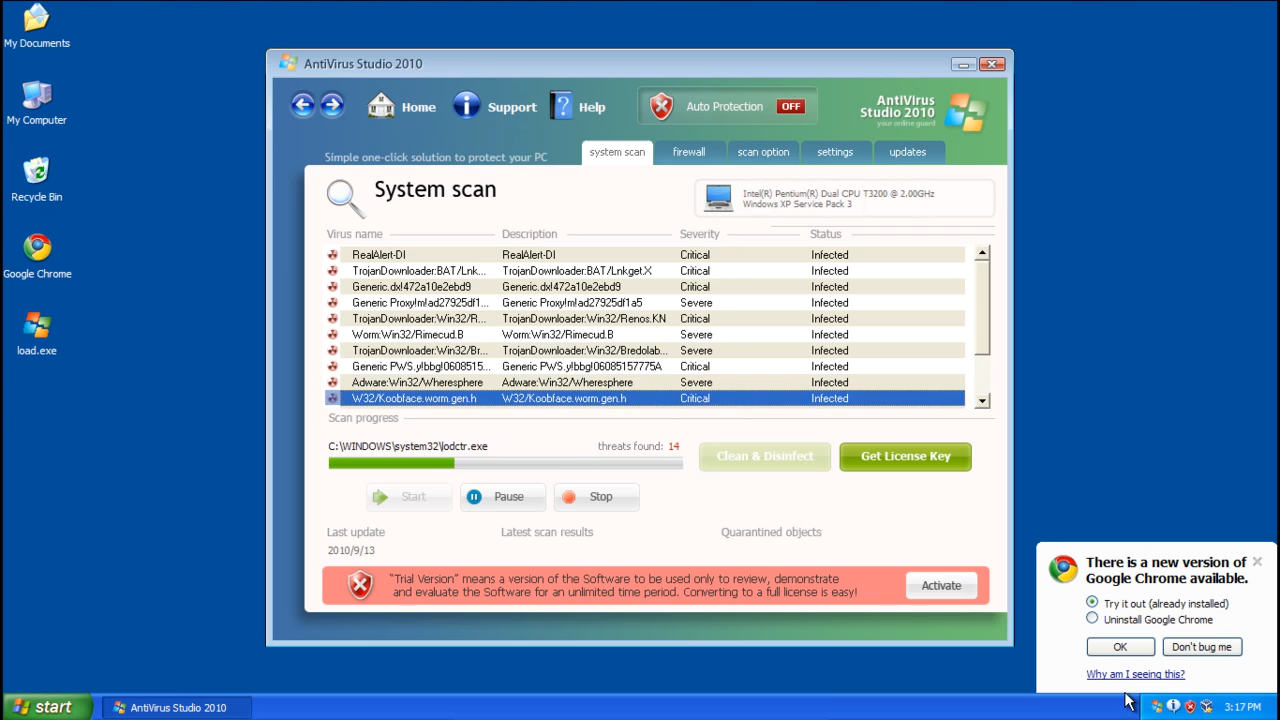 My Documents
My Computer
Recycle Bin
Google Chrome
load.exe
AntiVirus Studio 2010
Home
Support
Help
Auto Protection OFF
AntiVirus
Studio 2010
your online guard
Simple one-click solution to protect your PC
system scan
firewall
scan option
settings
updates
System scan
Intel(R) Pentium(R) Dual CPU T3200 @ 2.00GHz
Windows XP Service Pack 3
Virus name Description Severity Status
RealAlert-DI RealAlert-DI Critical Infected
TrojanDownloader:BAT/Lnk... TrojanDownloader:BAT/Lnkget.X Critical Infected
Generic.dx!472a10e2ebd9 Generic.dx!472a10e2ebd9 Critical Infected
Generic Proxy!m!ad27925df1... Generic Proxy!m!ad27925df1a5 Severe Infected
TrojanDownloader:Win32/R... TrojanDownloader:Win32/Renos.KN Critical Infected
Worm:Win32/Rimecud.B Worm:Win32/Rimecud.B Severe Infected
TrojanDownloader:Win32/Br... TrojanDownloader:Win32/Bredolab... Severe Infected
Generic PWS.y!bbg!0608515... Generic PWS.y!bbg!06085157775A Critical Infected
Adware:Win32/Wheresphere Adware:Win32/Wheresphere Severe Infected
W32/Koobface.worm.gen.h W32/Koobface.worm.gen.h Critical Infected
Scan progress
C:\WINDOWS\system32\lodctr.exe threats found: 14
Clean & Disinfect
Get License Key
Start
Pause
Stop
Last update Latest scan results Quarantined objects
2010/9/13
"Trial Version" means a version of the Software to be used only to review, demonstrate
and evaluate the Software for an unlimited time period. Converting to a full license is easy!
Activate
There is a new version of
Google Chrome available.
Try it out (already installed)
Uninstall Google Chrome
OK
Don't bug me
Why am I seeing this?
start
AntiVirus Studio 2010
3:17 PM